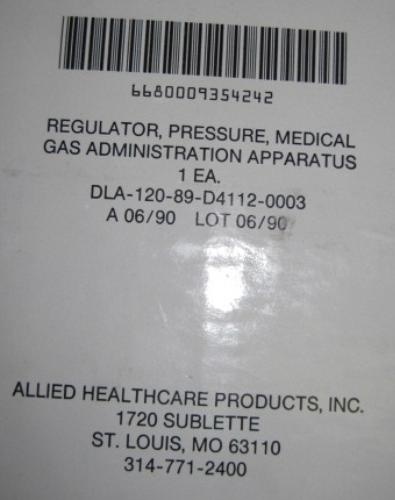 6680009354242
REGULATOR, PRESSURE, MEDICAL
GAS ADMINISTRATION APPARATUS
1 EA.
DLA-120-89-D4112-0003
A 06/90 LOT 06/90
ALLIED HEALTHCARE PRODUCTS, INC.
1720 SUBLETTE
ST. LOUIS, MO 63110
314-771-2400